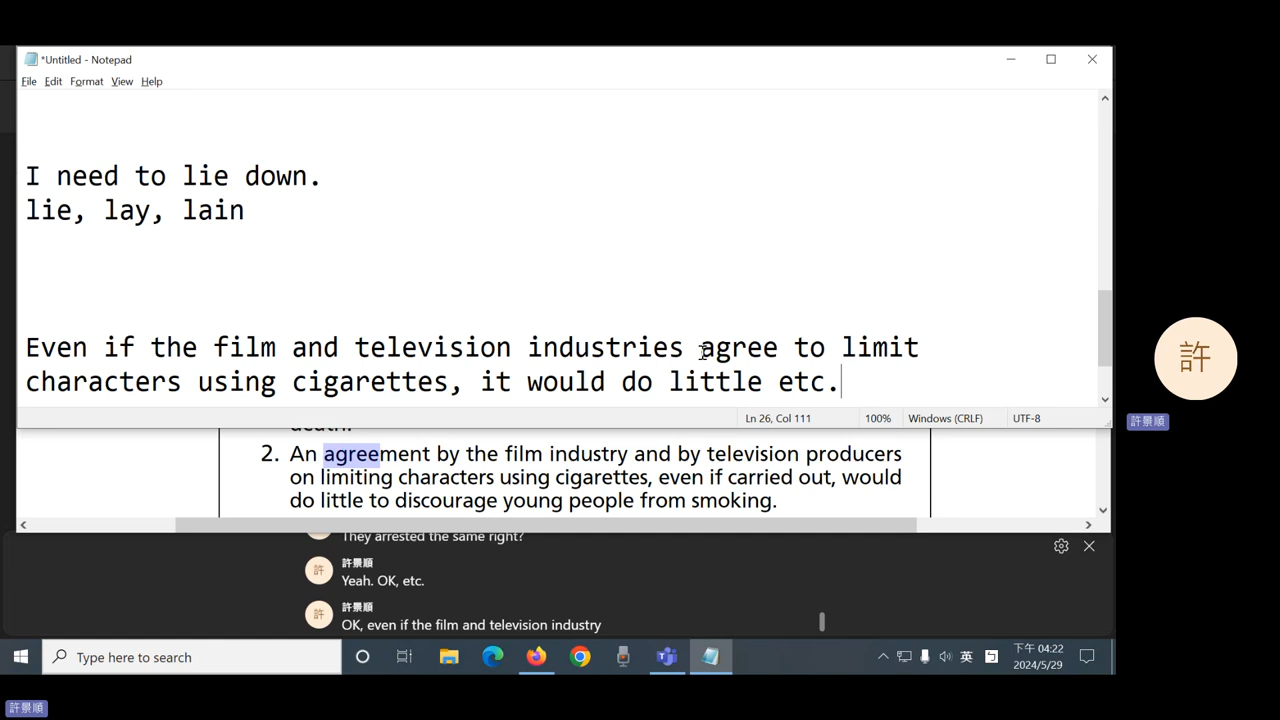 *Untitled - Notepad
File Edit Format View Help
I need to lie down.
lie, lay, lain
Even if the film and television industries agree to limit
characters using cigarettes, it would do little etc.
Ln 26, Col 111 100% Windows (CRLF) UTF-8
death.
2. An agreement by the film industry and by television producers
on limiting characters using cigarettes, even if carried out, would
do little to discourage young people from smoking.
They arrested the same right?
許 許景順
Yeah. OK, etc.
許 許景順
OK, even if the film and television industry
許
許景順
Type here to search
英
下午 04:22
2024/5/29
許景順